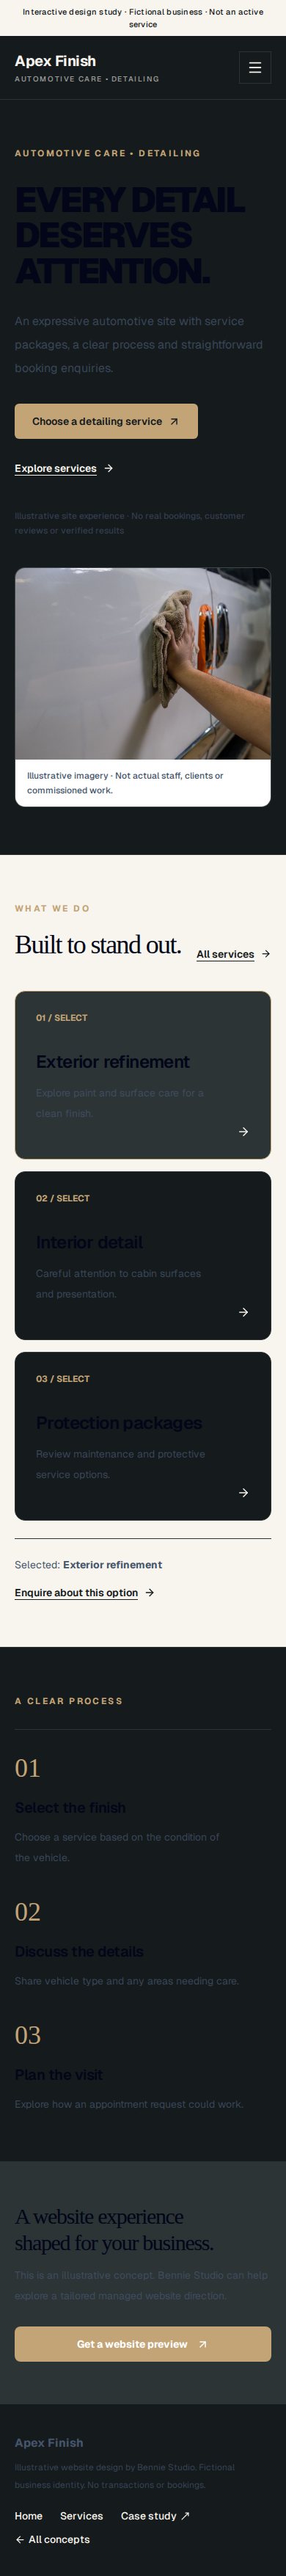 Interactive design study · Fictional business · Not an active
service
Apex Finish
AUTOMOTIVE CARE • DETAILING
AUTOMOTIVE CARE • DETAILING
EVERY DETAIL
DESERVES
ATTENTION.
An expressive automotive site with service
packages, a clear process and straightforward
booking enquiries.
Choose a detailing service ↗
Explore services →
Illustrative site experience · No real bookings, customer
reviews or verified results.
Illustrative imagery · Not actual staff, clients or
commissioned work.
WHAT WE DO
Built to stand out.
All services →
01 / SELECT
Exterior refinement
Explore paint and surface care for a
clean finish.
→
02 / SELECT
Interior detail
Careful attention to cabin surfaces
and presentation.
→
03 / SELECT
Protection packages
Review maintenance and protective
service options.
→
Selected: Exterior refinement
Enquire about this option →
A CLEAR PROCESS
01
Select the finish
Choose a service based on the condition of
the vehicle.
02
Discuss the details
Share vehicle type and any areas needing care.
03
Plan the visit
Explore how an appointment request could work.
A website experience
shaped for your business.
This is an illustrative concept. Bennie Studio can help
explore a tailored managed website direction.
Get a website preview ↗
Apex Finish
Illustrative website design by Bennie Studio. Fictional
business identity. No transactions or bookings.
Home Services Case study ↗
← All concepts